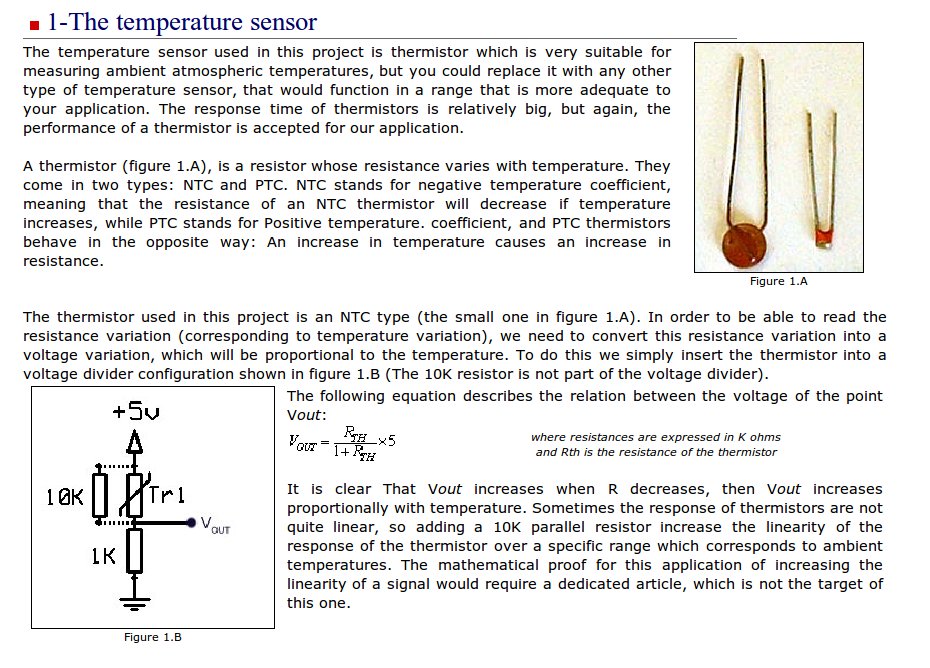 1-The temperature sensor
The temperature sensor used in this project is thermistor which is very suitable for
measuring ambient atmospheric temperatures, but you could replace it with any other
type of temperature sensor, that would function in a range that is more adequate to
your application. The response time of thermistors is relatively big, but again, the
performance of a thermistor is accepted for our application.
A thermistor (figure 1.A), is a resistor whose resistance varies with temperature. They
come in two types: NTC and PTC. NTC stands for negative temperature coefficient,
meaning that the resistance of an NTC thermistor will decrease if temperature
increases, while PTC stands for Positive temperature. coefficient, and PTC thermistors
behave in the opposite way: An increase in temperature causes an increase in
resistance.
Figure 1.A
The thermistor used in this project is an NTC type (the small one in figure 1.A). In order to be able to read the
resistance variation (corresponding to temperature variation), we need to convert this resistance variation into a
voltage variation, which will be proportional to the temperature. To do this we simply insert the thermistor into a
voltage divider configuration shown in figure 1.B (The 10K resistor is not part of the voltage divider).
+5v
10K
Tr1
VOUT
1K
Figure 1.B
The following equation describes the relation between the voltage of the point
Vout:
VOUT = RTH / 1+RTH ×5
where resistances are expressed in K ohms
and Rth is the resistance of the thermistor
It is clear That Vout increases when R decreases, then Vout increases
proportionally with temperature. Sometimes the response of thermistors are not
quite linear, so adding a 10K parallel resistor increase the linearity of the
response of the thermistor over a specific range which corresponds to ambient
temperatures. The mathematical proof for this application of increasing the
linearity of a signal would require a dedicated article, which is not the target of
this one.